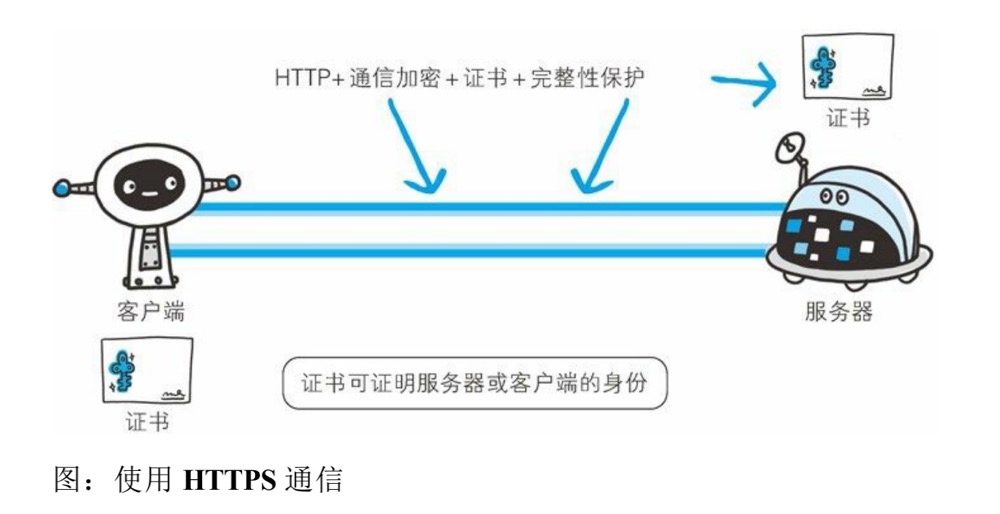 HTTP+通信加密+证书+完整性保护
证书
客户端
服务器
证书可证明服务器或客户端的身份
证书
图：使用 HTTPS 通信